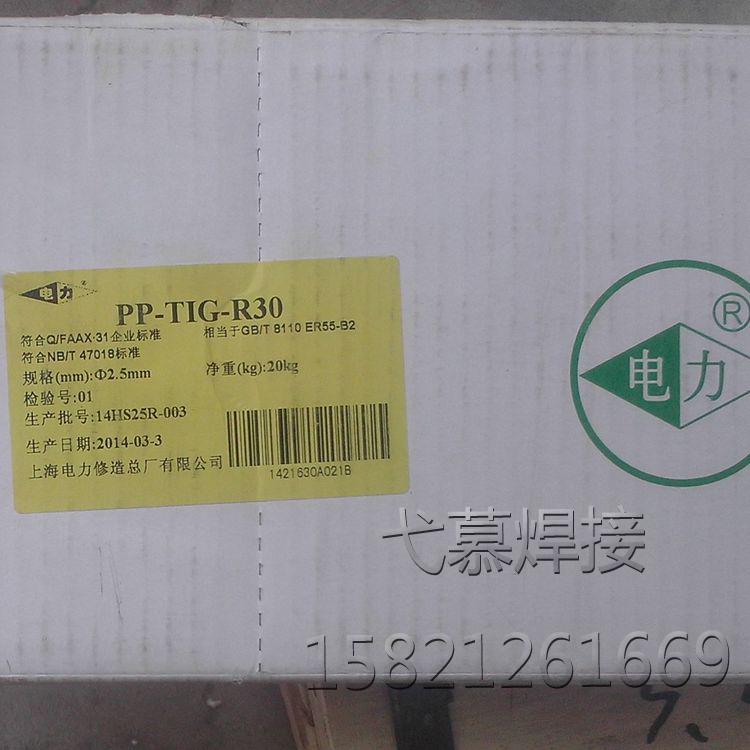 电力
PP-TIG-R30
符合Q/FAAX·31企业标准 相当于GB/T 8110 ER55-B2
符合NB/T 47018标准
规格(mm):Φ2.5mm 净重(kg):20kg
检验号:01
生产批号:14HS25R-003
生产日期:2014-03-3
上海电力修造总厂有限公司
1421630A021B
®
电力
弋慕焊接
15821261669